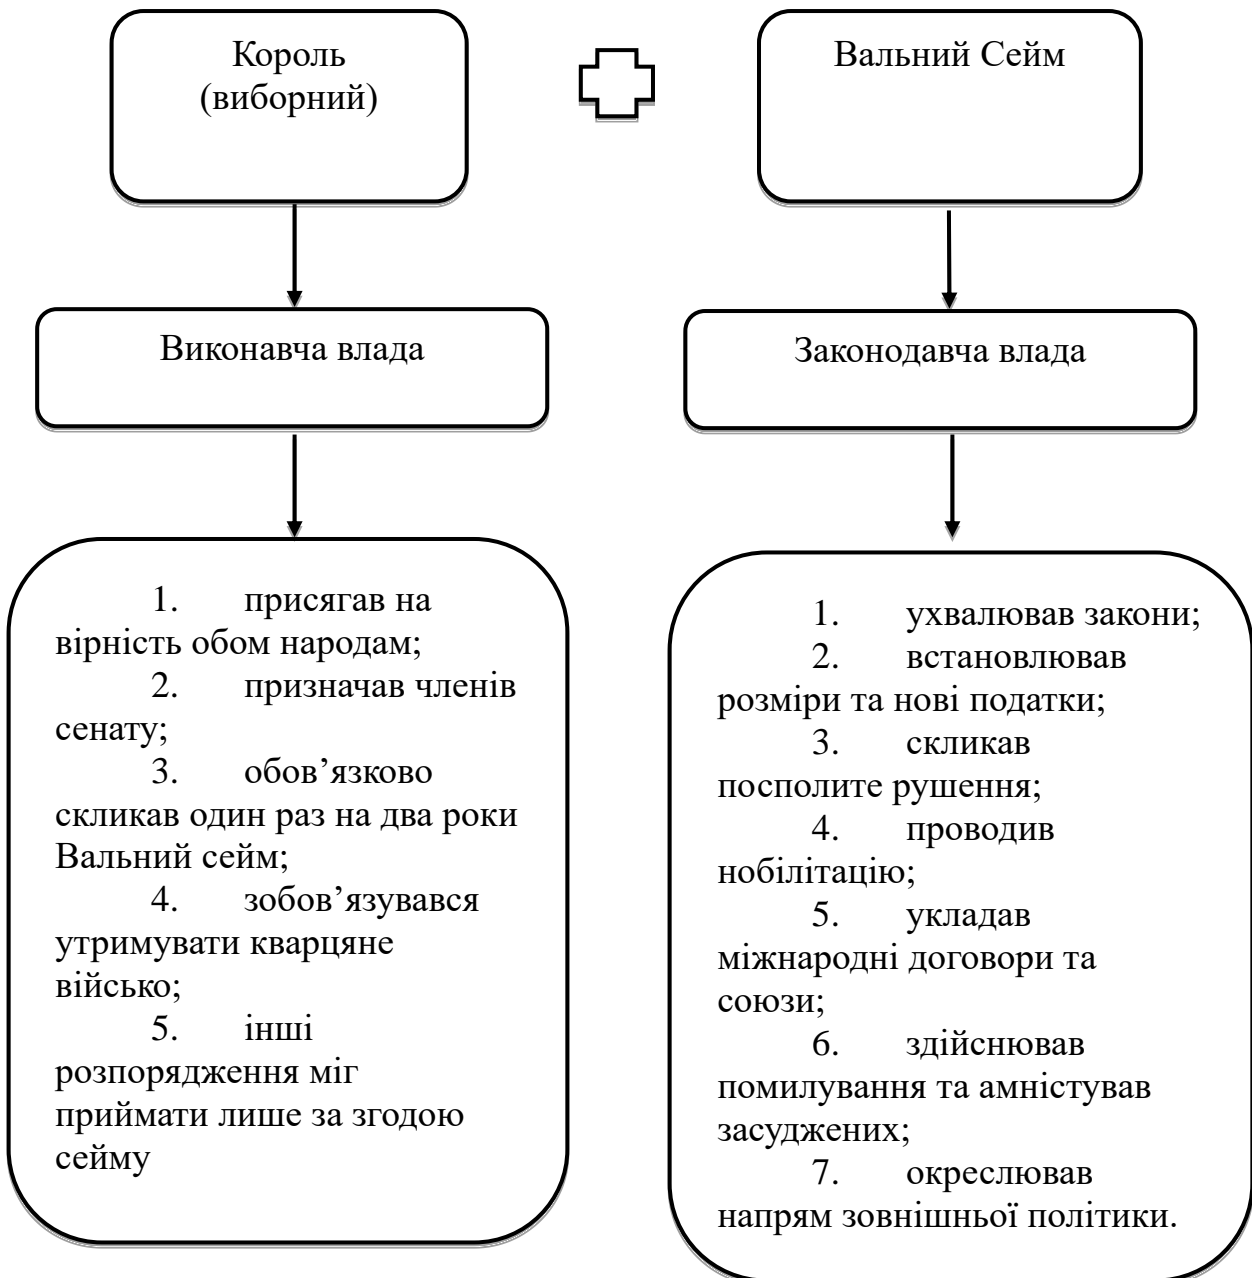 Король
(виборний)
Вальний Сейм
Виконавча влада
Законодавча влада
1. присягав на
вірність обом народам;
2. призначав членів
сенату;
3. обов’язково
скликав один раз на два роки
Вальний сейм;
4. зобов’язувався
утримувати кварцяне
військо;
5. інші
розпорядження міг
приймати лише за згодою
сейму
1. ухвалював закони;
2. встановлював
розміри та нові податки;
3. скликав
посполите рушення;
4. проводив
нобілітацію;
5. укладав
міжнародні договори та
союзи;
6. здійснював
помилування та амністував
засуджених;
7. окреслював
напрям зовнішньої політики.